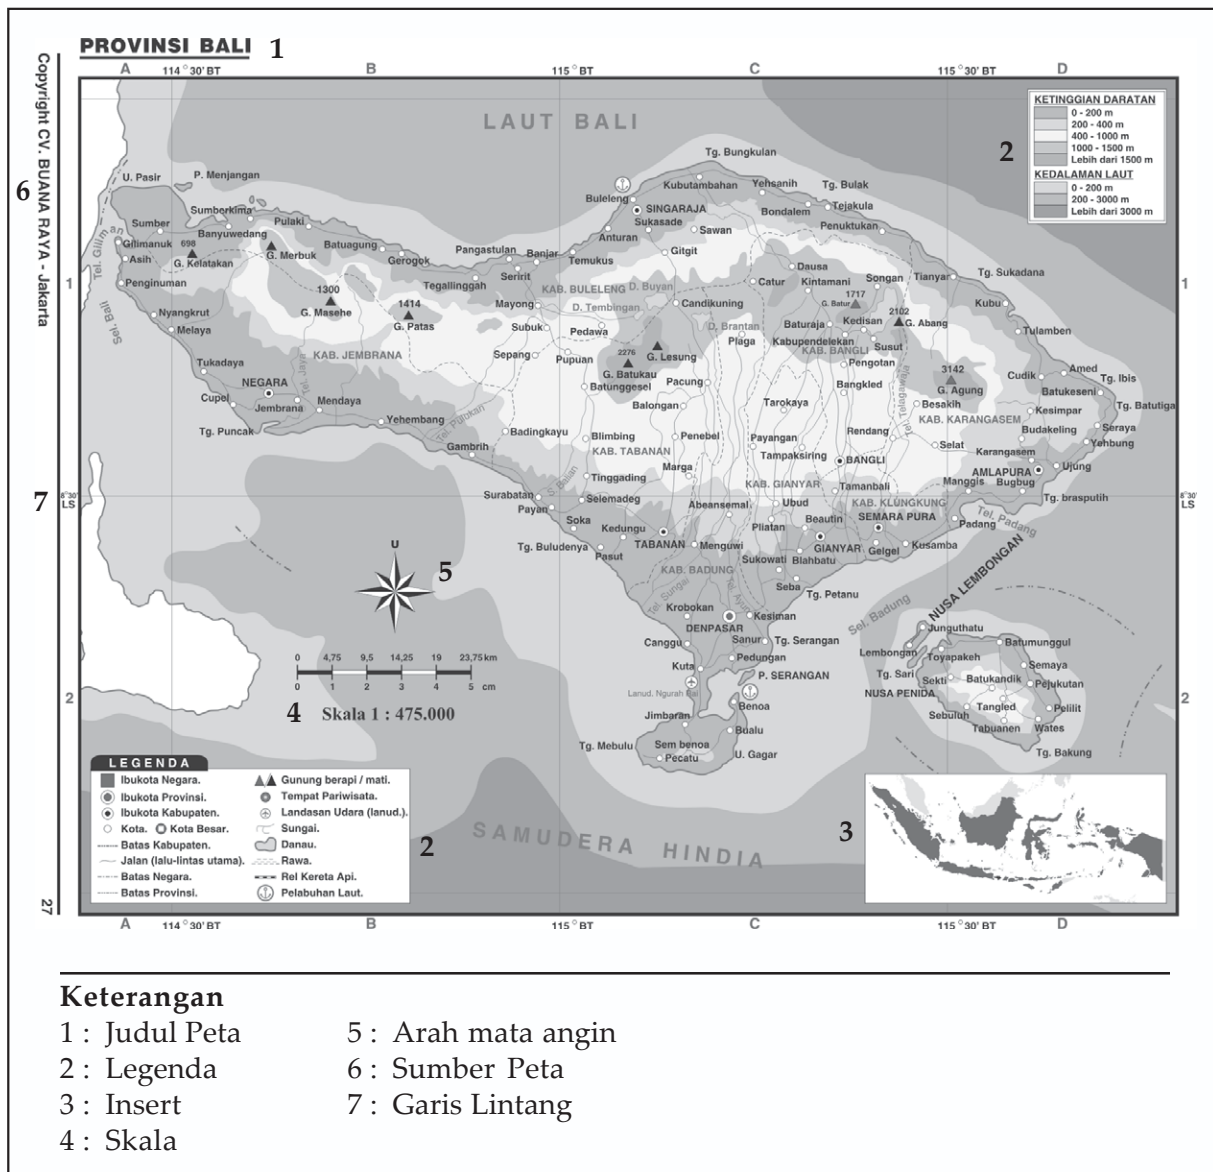 PROVINSI BALI 1
A 114°30' BT B 115° BT C 115°30' BT D
Copyright CV. BUANA RAYA - Jakarta
6
LAUT BALI
2
KETINGGIAN DARATAN
0 - 200 m
200 - 400 m
400 - 1000 m
1000 - 1500 m
Lebih dari 1500 m
KEDALAMAN LAUT
0 - 200 m
200 - 3000 m
Lebih dari 3000 m
Tg. Bungkulan
U. Pasir
P. Menjangan
Kubutambahan
Yehsanih
Tg. Bulak
Buleleng
SINGARAJA
Bondalem
Tejakula
Sumber
Sumberkima
Pulaki
Sukasade
Sawan
Penuktukan
Banyuwedang
Anturan
Tel. Giliman
Gilimanuk
698
G. Kelatakan
G. Merbuk
Batuagung
Gerogok
Pangastulan
Banjar
Temukus
Gitgit
Asih
Penginuman
1
Tegallinggah
Seririt
KAB. BULELENG
D. Buyan
Dausa
Catur
Kintamani
Songan
Tianyar
Tg. Sukadana
1
Sel. Bali
1300
G. Masehe
1414
G. Patas
Mayong
D. Tembingan
Candikuning
1717
G. Batur
2102
G. Abang
Kubu
Nyangkrut
Melaya
Subuk
Pedawa
D. Brantan
Plaga
Baturaja
Kedisan
Kabupendelekan
Susut
Tulamben
KAB. JEMBRANA
Sepang
Pupuan
2276
G. Batukau
G. Lesung
KAB. BANGLI
Pengotan
Tukadaya
NEGARA
Tel. Jaya
Batunggesel
Pacung
Bangkled
3142
G. Agung
Cudik
Amed
Batukeseni
Tg. Ibis
Cupel
Jembrana
Mendaya
Balongan
Tarokaya
Tel. Telagawaja
Besakih
KAB. KARANGASEM
Kesimpar
Tg. Batutiga
Tg. Puncak
Yehembang
Tel. Pulukan
Badingkayu
Blimbing
Penebel
Payangan
Rendang
Selat
Budakeling
Seraya
Yehbung
Gambrih
KAB. TABANAN
Tampaksiring
BANGLI
Karangasem
AMLAPURA
Ujung
Marga
S. Balian
Tinggading
KAB. GIANYAR
Tamanbali
Manggis
Bugbug
7
8°30'
LS
Surabatan
Selemadeg
Abeansemal
Ubud
KAB. KLUNGKUNG
Tg. brasputih
8°30'
LS
Payan
Soka
Kedungu
Pliatan
Beautin
SEMARA PURA
Padang
Tel. Padang
Tg. Buludenya
Pasut
TABANAN
Menguwi
GIANYAR
Gelgel
Kusamba
U
5
KAB. BADUNG
Sukowati
Blahbatu
Seba
Tg. Petanu
Tel. Sungai
Tel. Ayung
Sel. Badung
NUSA LEMBONGAN
Krobokan
Kesiman
DENPASAR
Canggu
Sanur
Tg. Serangan
Junguthatu
Lembongan
Toyapakeh
Batumunggul
0 4,75 9,5 14,25 19 23,75 km
0 1 2 3 4 5 cm
4 Skala 1 : 475.000
2
Kuta
Pedungan
P. SERANGAN
Tg. Sari
Sekti
Batukandik
Semaya
Pejukutan
2
Lanud. Ngurah Rai
NUSA PENIDA
Benoa
Jimbaran
Sebuluh
Tangled
Pelilit
Bualu
Tabuanen
Wates
Tg. Mebulu
Sem benoa
Pecatu
U. Gagar
Tg. Bakung
LEGENDA
Ibukota Negara.
Ibukota Provinsi.
Ibukota Kabupaten.
Kota. Kota Besar.
Batas Kabupaten.
Jalan (lalu-lintas utama).
Batas Negara.
Batas Provinsi.
Gunung berapi / mati.
Tempat Pariwisata.
Landasan Udara (lanud.).
Sungai.
Danau.
Rawa.
Rel Kereta Api.
Pelabuhan Laut.
2
SAMUDERA HINDIA
3
27
A 114°30' BT B 115° BT C 115°30' BT D
Keterangan
1 : Judul Peta
2 : Legenda
3 : Insert
4 : Skala
5 : Arah mata angin
6 : Sumber Peta
7 : Garis Lintang